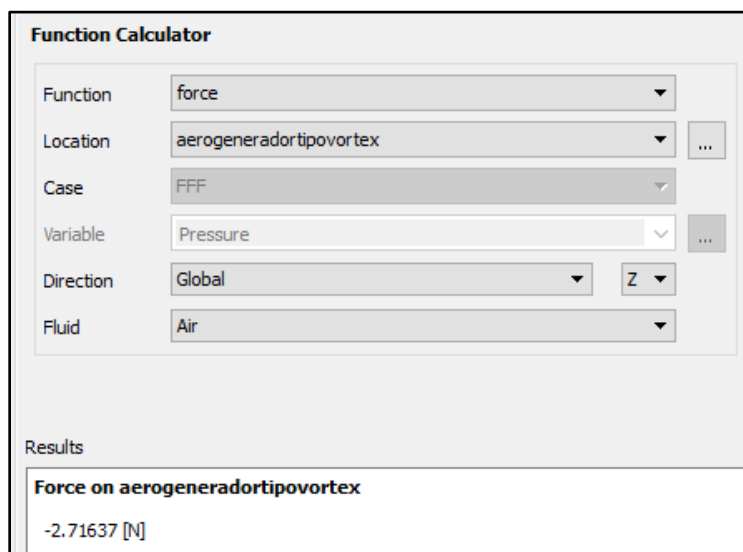 Function Calculator
Function force
Location aerogeneradortipovortex ...
Case FFF
Variable Pressure ...
Direction Global Z
Fluid Air
Results
Force on aerogeneradortipovortex
-2.71637 [N]